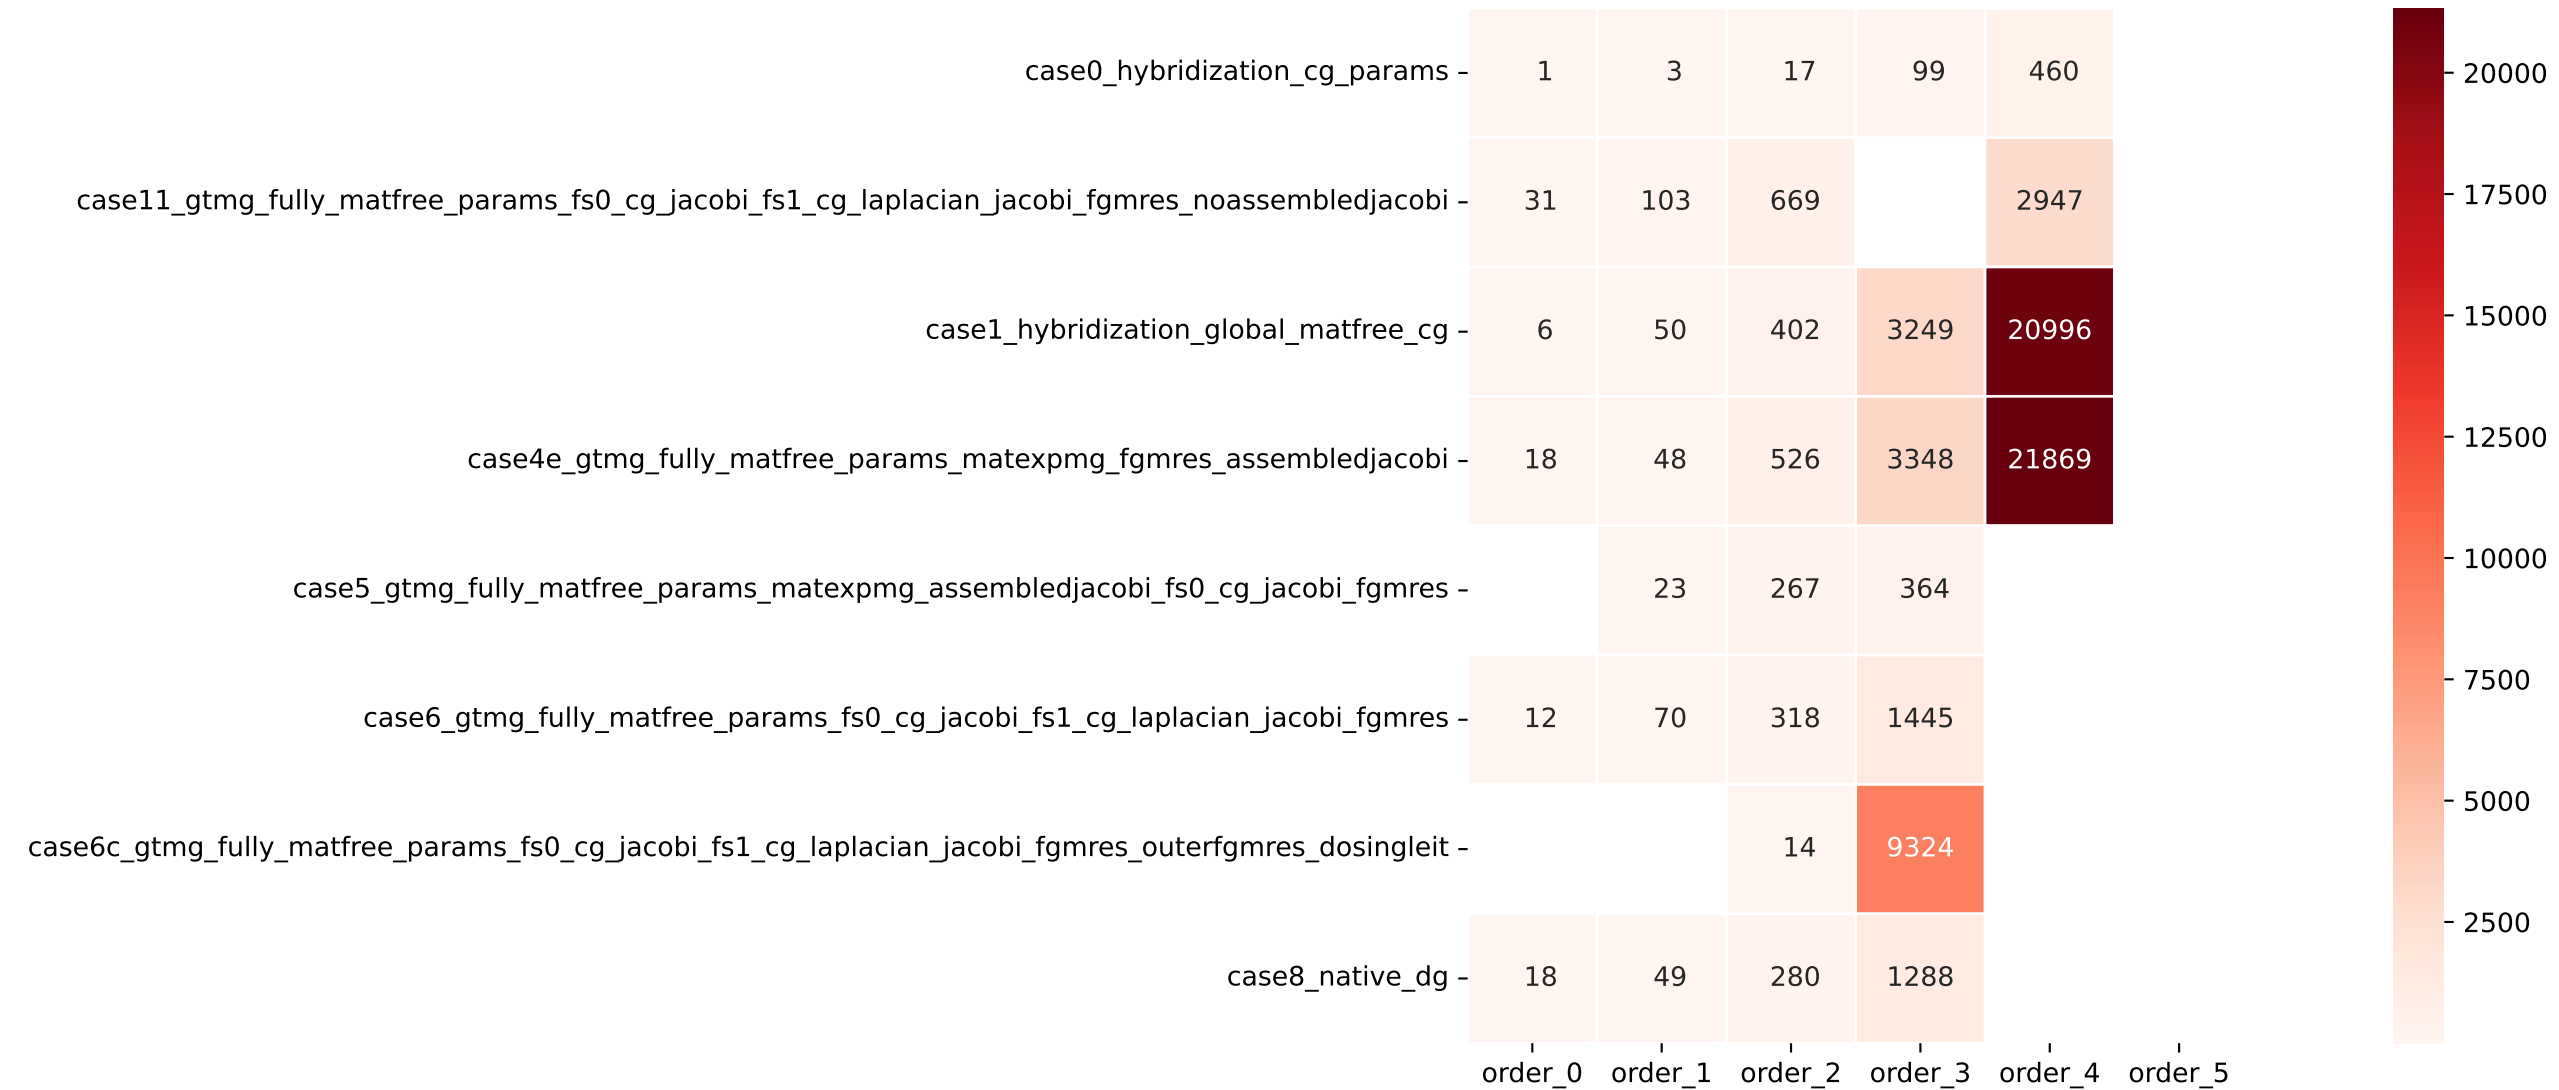 case0_hybridization_cg_params 1 3 17 99 460
case11_gtmg_fully_matfree_params_fs0_cg_jacobi_fs1_cg_laplacian_jacobi_fgmres_noassembledjacobi 31 103 669 2947
case1_hybridization_global_matfree_cg 6 50 402 3249 20996
case4e_gtmg_fully_matfree_params_matexpmg_fgmres_assembledjacobi 18 48 526 3348 21869
case5_gtmg_fully_matfree_params_matexpmg_assembledjacobi_fs0_cg_jacobi_fgmres 23 267 364
case6_gtmg_fully_matfree_params_fs0_cg_jacobi_fs1_cg_laplacian_jacobi_fgmres 12 70 318 1445
case6c_gtmg_fully_matfree_params_fs0_cg_jacobi_fs1_cg_laplacian_jacobi_fgmres_outerfgmres_dosingleit 14 9324
case8_native_dg 18 49 280 1288
order_0 order_1 order_2 order_3 order_4 order_5
20000
17500
15000
12500
10000
7500
5000
2500